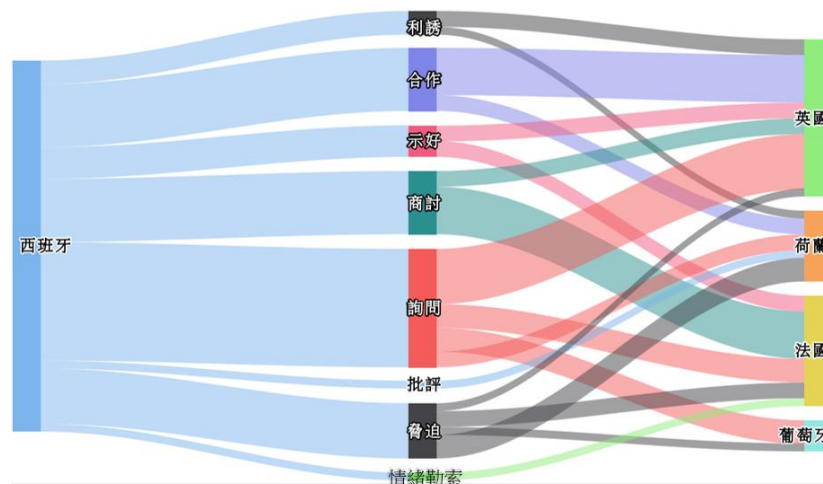 西班牙
利誘
合作
示好
商討
詢問
批評
脅迫
情緒勒索
英國
荷蘭
法國
葡萄牙